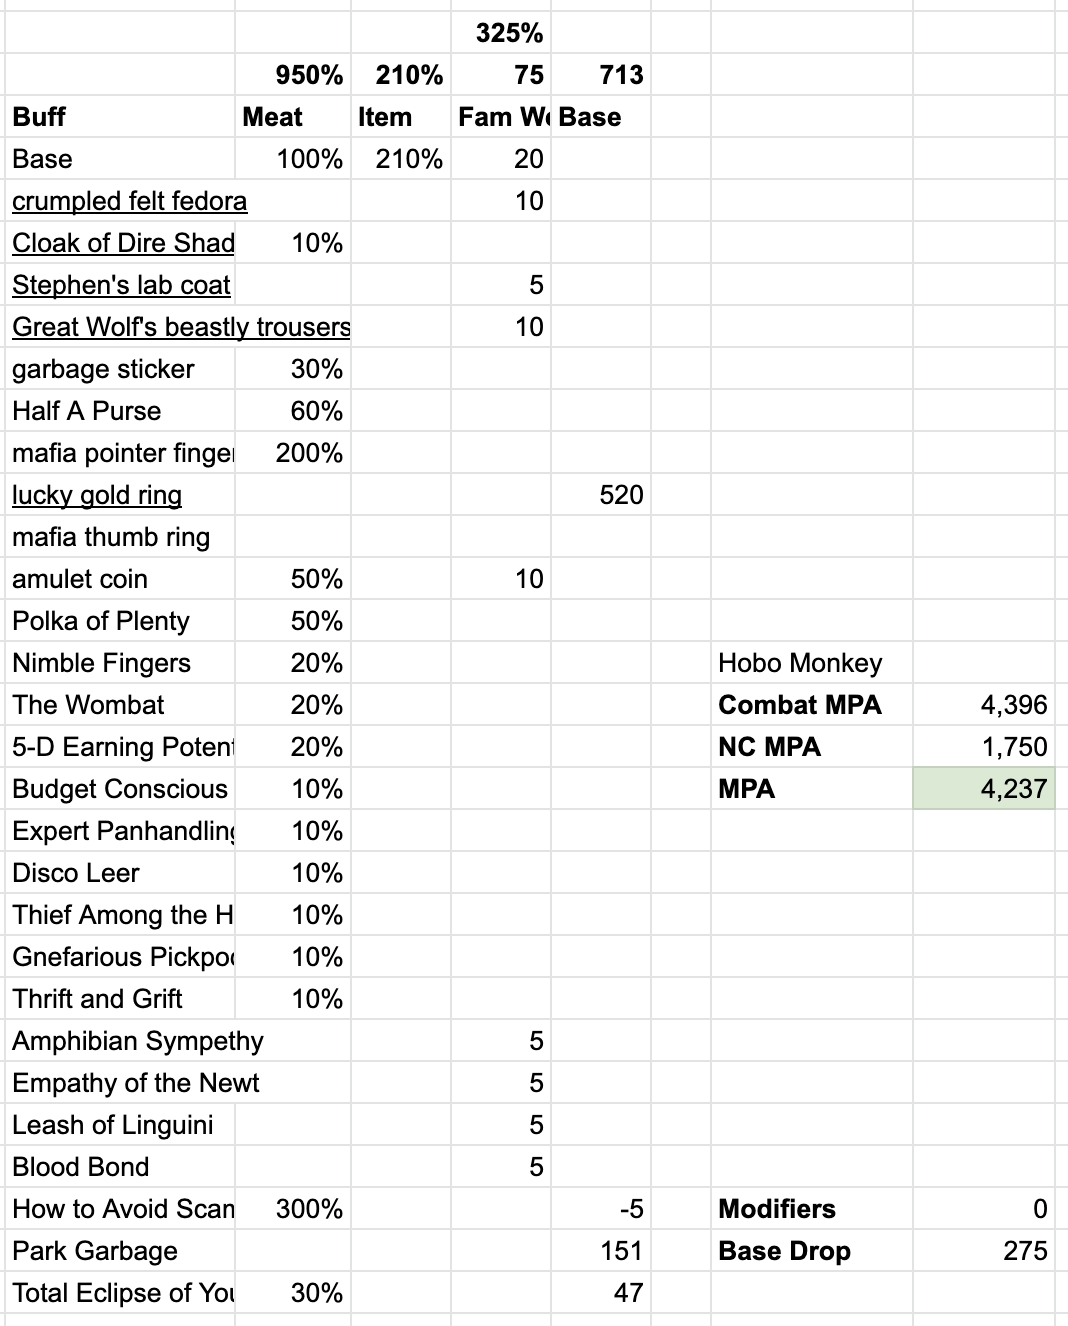 325%
950% 210% 75 713
Buff Meat Item Fam We Base
Base 100% 210% 20
crumpled felt fedora 10
Cloak of Dire Shad 10%
Stephen's lab coat 5
Great Wolf's beastly trousers 10
garbage sticker 30%
Half A Purse 60%
mafia pointer finger 200%
lucky gold ring 520
mafia thumb ring
amulet coin 50% 10
Polka of Plenty 50%
Nimble Fingers 20% Hobo Monkey
The Wombat 20% Combat MPA 4,396
5-D Earning Potent 20% NC MPA 1,750
Budget Conscious 10% MPA 4,237
Expert Panhandling 10%
Disco Leer 10%
Thief Among the H 10%
Gnefarious Pickpoc 10%
Thrift and Grift 10%
Amphibian Sympethy 5
Empathy of the Newt 5
Leash of Linguini 5
Blood Bond 5
How to Avoid Scam 300% -5 Modifiers 0
Park Garbage 151 Base Drop 275
Total Eclipse of You 30% 47